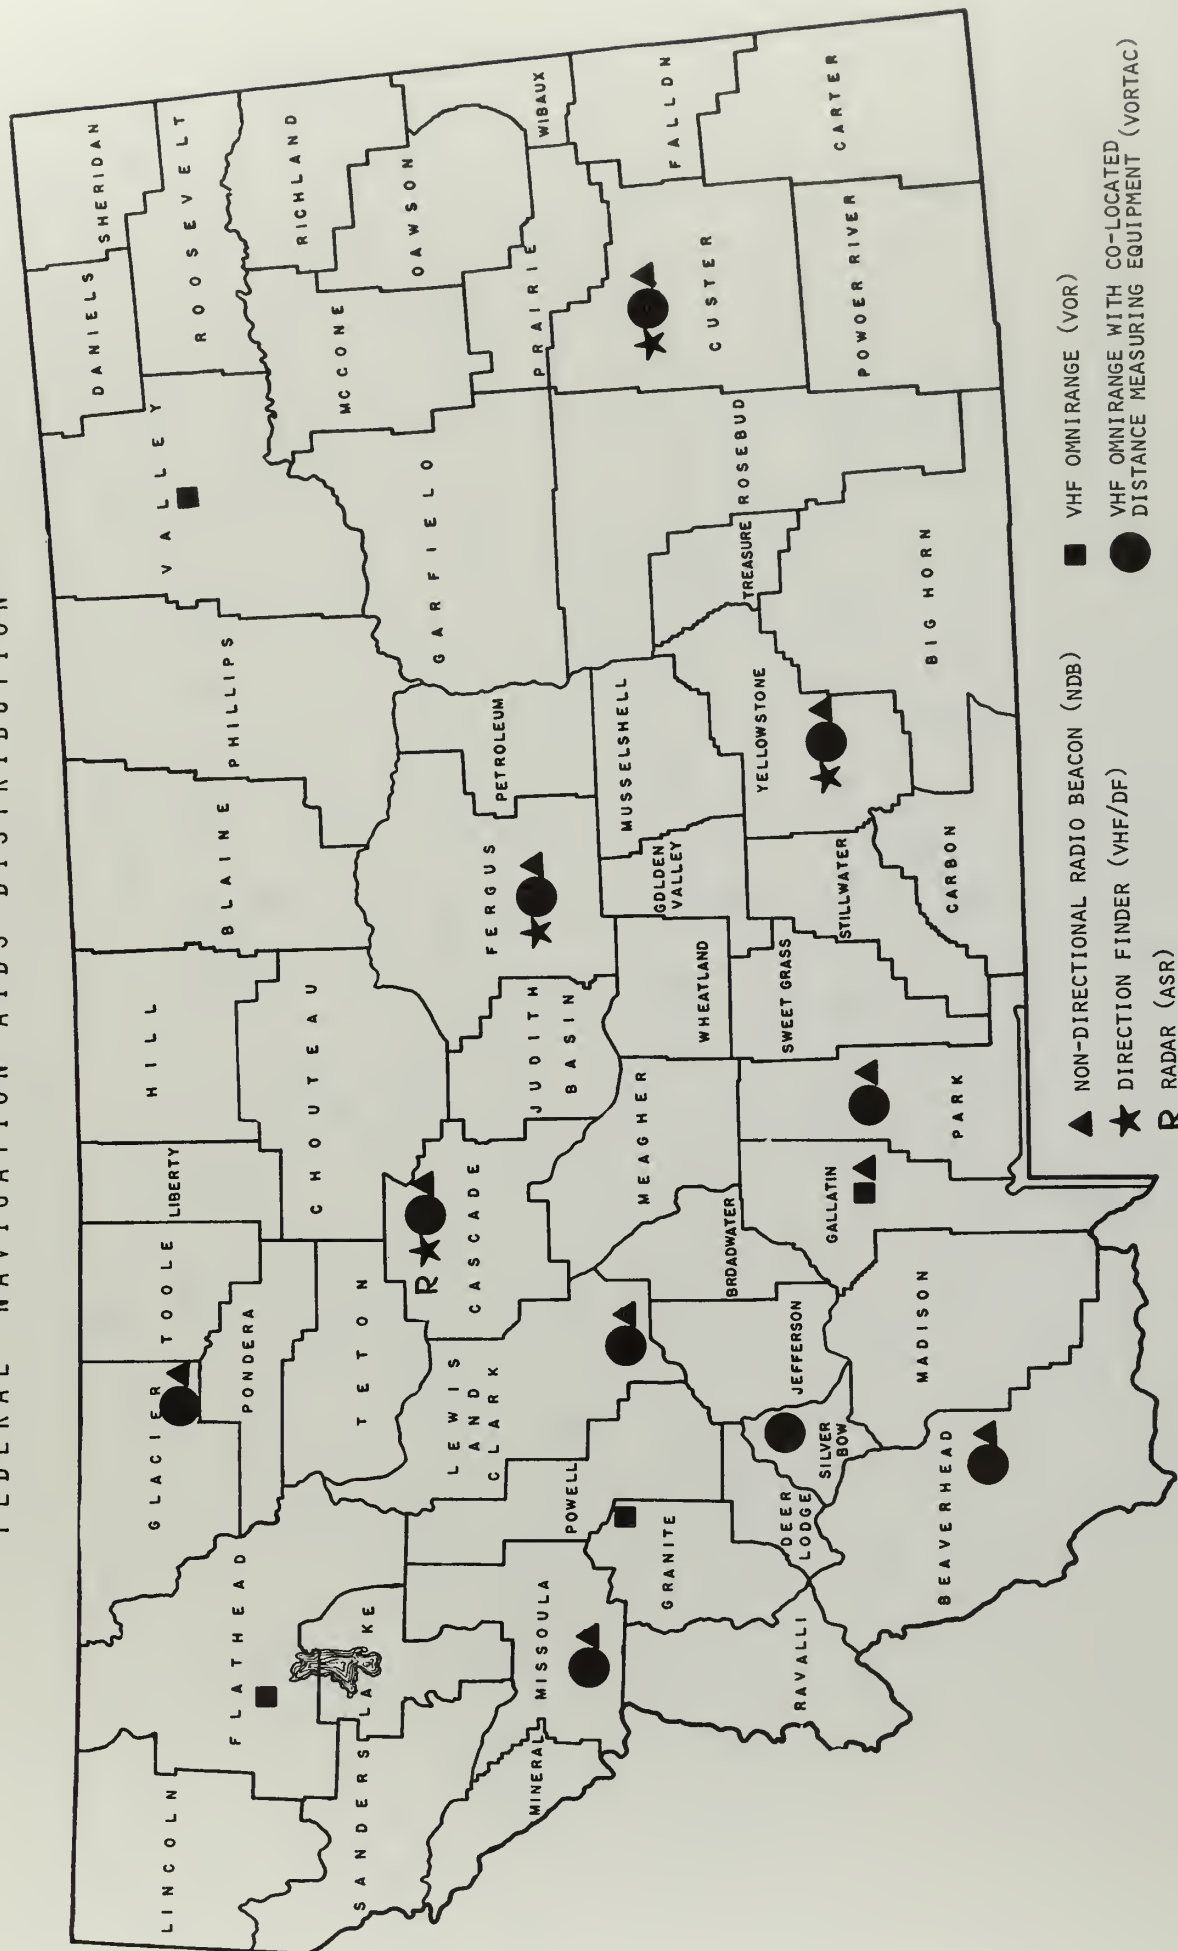 FEDERAL NAVIGATION AIDS DISTRIBUTION
LINCOLN
FLATHEAD
GLACIER
TOOLE
LIBERTY
HILL
BLAINE
PHILLIPS
VALLEY
DANIELS
SHERIDAN
ROOSEVELT
SANDERS
LAKE
PONDERA
TETON
CHOUTEAU
MCCONE
RICHLAND
GARFIELD
DAWSON
MINERAL
MISSOULA
POWELL
LEWIS
AND
CLARK
R
CASCADE
JUDITH
BASIN
FERGUS
PETROLEUM
PRAIRIE
WIBAUX
GRANITE
MEAGHER
WHEATLAND
GOLDEN
VALLEY
MUSSELSHELL
ROSEBUD
TREASURE
CUSTER
FALLON
RAVALLI
DEER
LODGE
SILVER
BOW
JEFFERSON
BROADWATER
GALLATIN
PARK
SWEET GRASS
STILLWATER
YELLOWSTONE
BIG HORN
POWDER RIVER
CARTER
BEAVERHEAD
MADISON
CARBON
NON-DIRECTIONAL RADIO BEACON (NDB)
DIRECTION FINDER (VHF/DF)
R RADAR (ASR)
VHF OMNIRANGE (VOR)
VHF OMNIRANGE WITH CO-LOCATED
DISTANCE MEASURING EQUIPMENT (VORTAC)